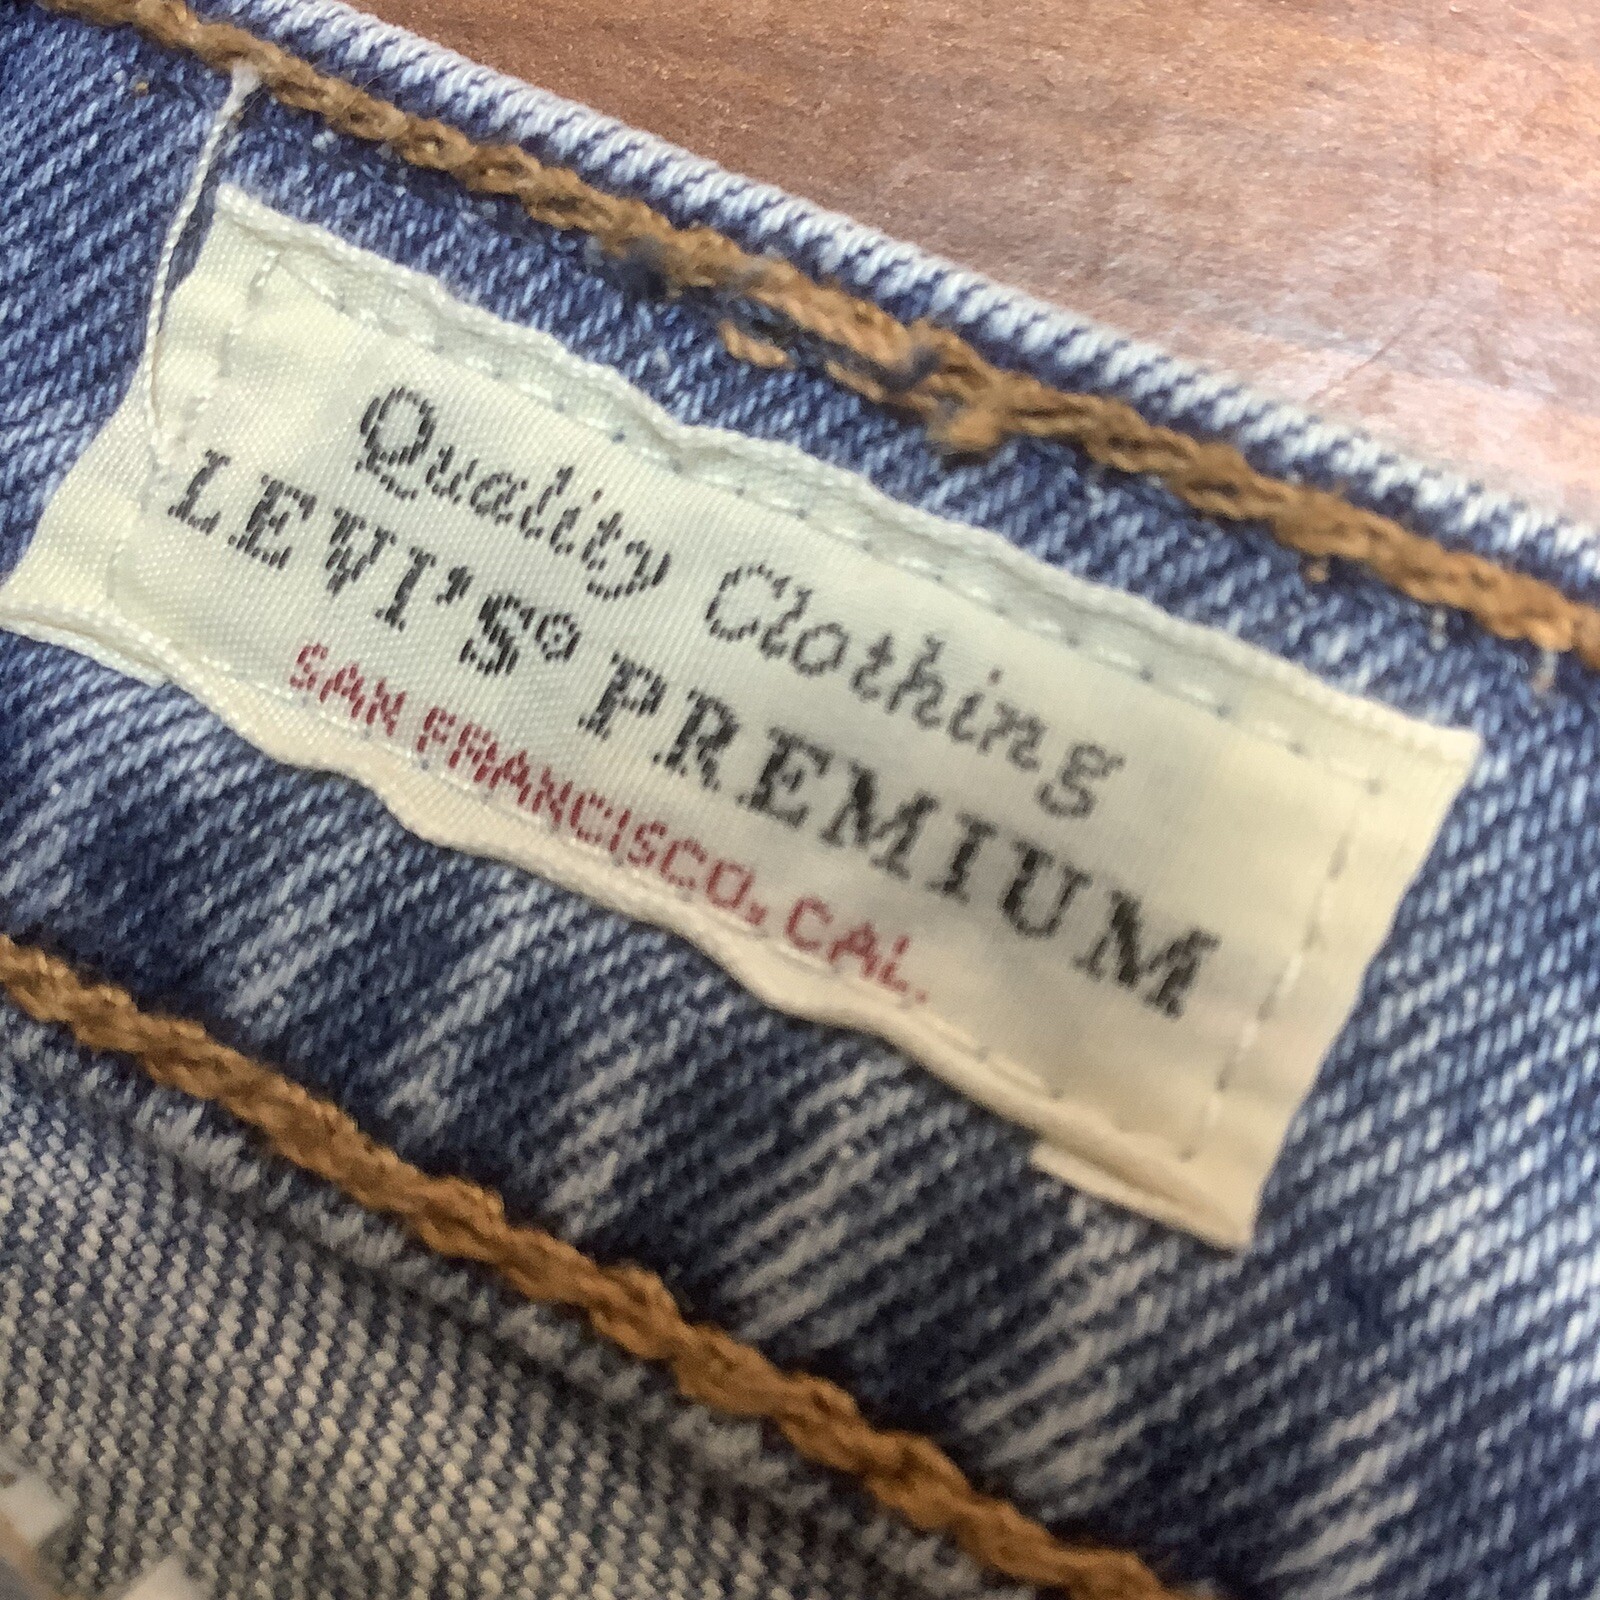 Quality Clothing
LEVI'S® PREMIUM
SAN FRANCISCO, CAL.